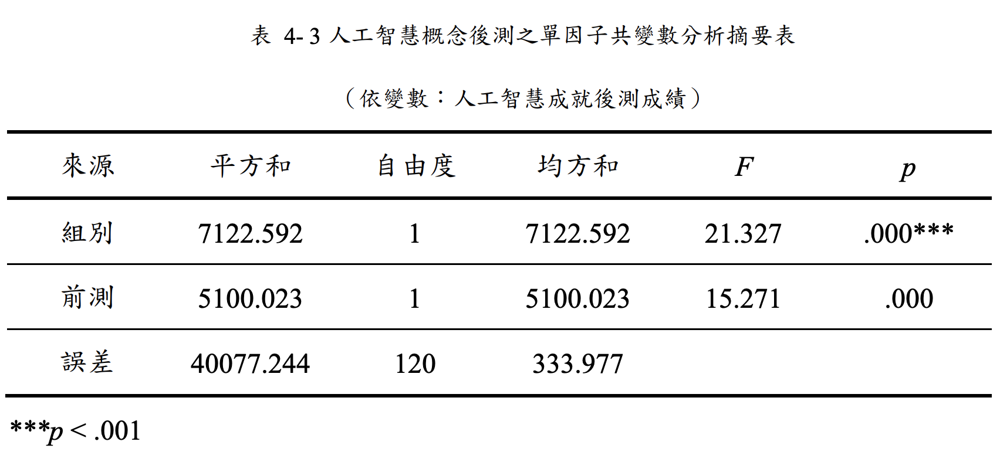 表 4- 3 人工智慧概念後測之單因子共變數分析摘要表
（依變數：人工智慧成就後測成績）
來源 平方和 自由度 均方和 F p
組別 7122.592 1 7122.592 21.327 .000***
前測 5100.023 1 5100.023 15.271 .000
誤差 40077.244 120 333.977
***p < .001